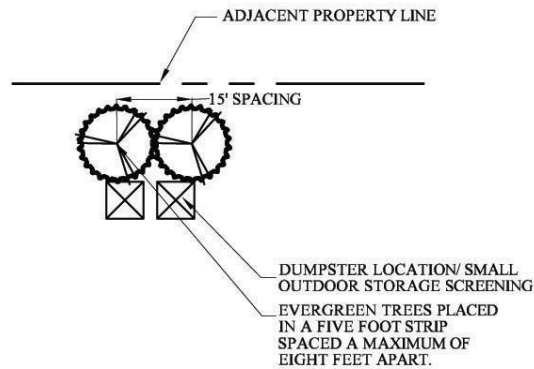 ADJACENT PROPERTY LINE
15' SPACING
DUMPSTER LOCATION/ SMALL
OUTDOOR STORAGE SCREENING
EVERGREEN TREES PLACED
IN A FIVE FOOT STRIP
SPACED A MAXIMUM OF
EIGHT FEET APART.